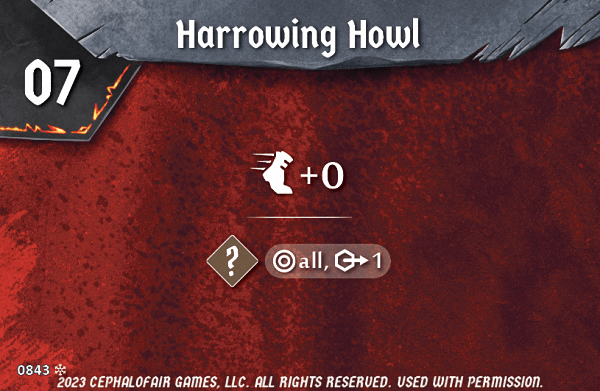 Harrowing Howl
07
+0
? all, 1
0843
2023 CEPHALOFAIR GAMES, LLC. ALL RIGHTS RESERVED. USED WITH PERMISSION.